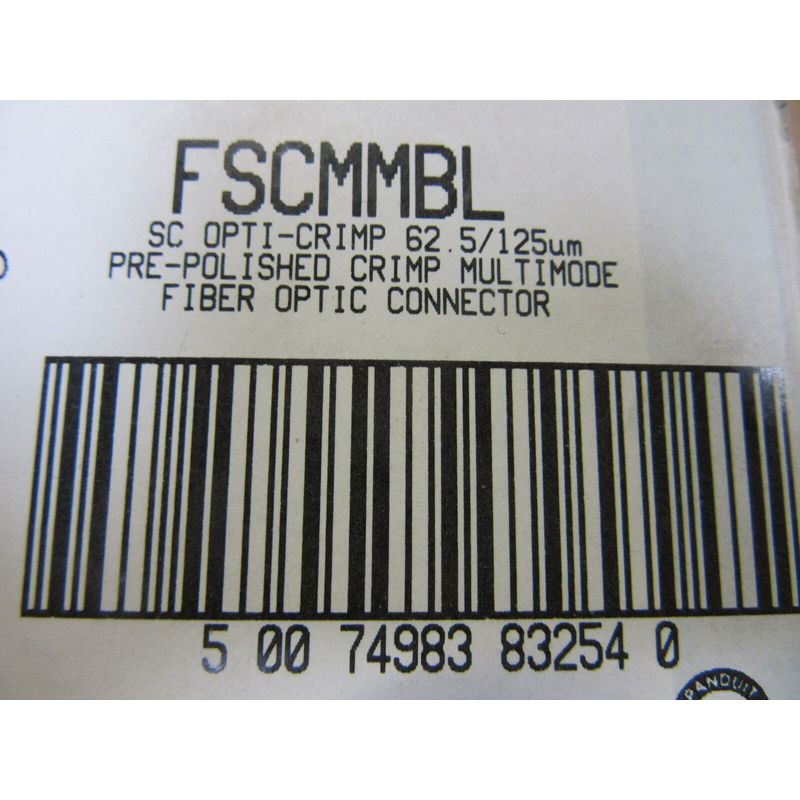 FSCMMBL
SC OPTI-CRIMP 62.5/125um
PRE-POLISHED CRIMP MULTIMODE
FIBER OPTIC CONNECTOR
5 00 74983 83254 0
PANDUIT